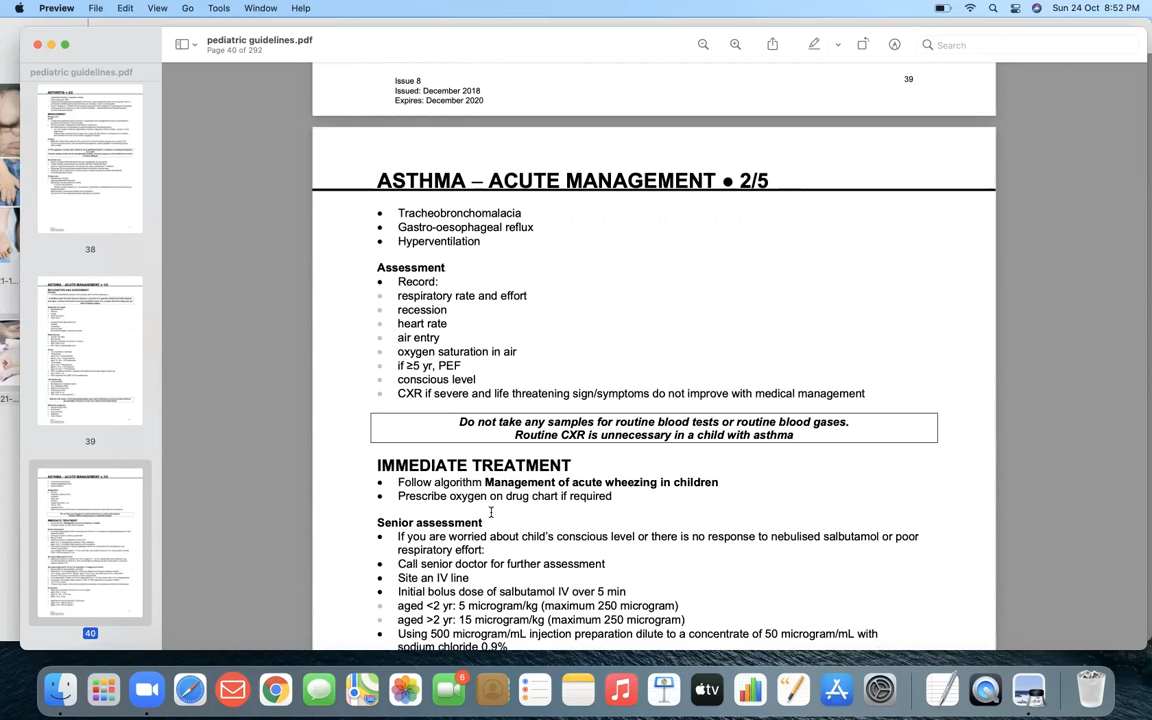 Preview File Edit View Go Tools Window Help Sun 24 Oct 8:52 PM
pediatric guidelines.pdf
Page 40 of 292
Search
pediatric guidelines.pdf
38
39
40
Issue 8
Issued: December 2018
Expires: December 2020
39
ASTHMA – ACUTE MANAGEMENT ● 2/5
• Tracheobronchomalacia
• Gastro-oesophageal reflux
• Hyperventilation
Assessment
• Record:
respiratory rate and effort
recession
heart rate
air entry
oxygen saturation in air
if ≥5 yr, PEF
conscious level
CXR if severe and life threatening sign/symptoms do not improve with medical management
Do not take any samples for routine blood tests or routine blood gases.
Routine CXR is unnecessary in a child with asthma
IMMEDIATE TREATMENT
• Follow algorithm Management of acute wheezing in children
• Prescribe oxygen on drug chart if required
Senior assessment
• If you are worried about child's conscious level or there is no response to nebulised salbutamol or poor
respiratory effort:
• Call senior doctor for further assessment
• Site an IV line
• Initial bolus dose of salbutamol IV over 5 min
aged <2 yr: 5 microgram/kg (maximum 250 microgram)
aged >2 yr: 15 microgram/kg (maximum 250 microgram)
• Using 500 microgram/mL injection preparation dilute to a concentrate of 50 microgram/mL with
sodium chloride 0.9%
6
tv